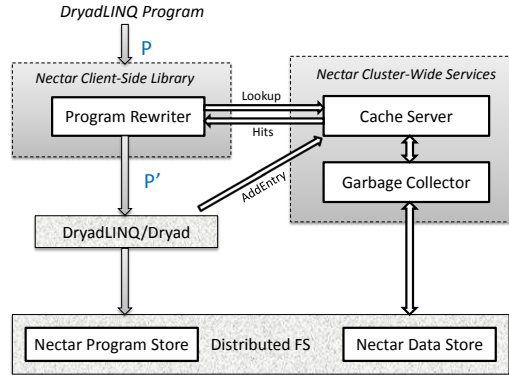 DryadLINQ Program
P
Nectar Client-Side Library
Nectar Cluster-Wide Services
Program Rewriter
Lookup
Hits
Cache Server
P’
AddEntry
Garbage Collector
DryadLINQ/Dryad
Nectar Program Store
Distributed FS
Nectar Data Store